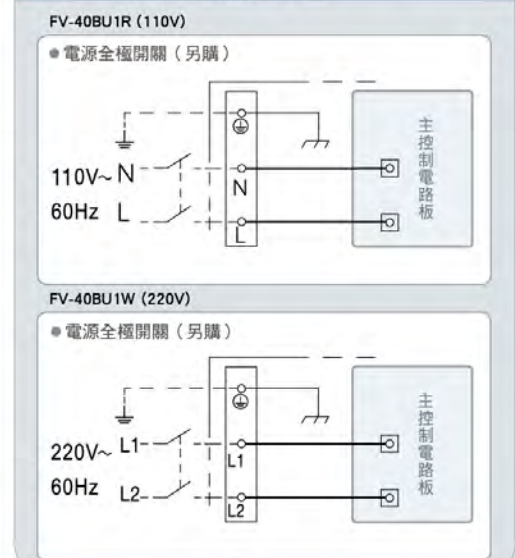 FV-40BU1R (110V)
●電源全極開關（另購）
110V~ N
60Hz L
N
L
主控制電路板
FV-40BU1W (220V)
●電源全極開關（另購）
220V~ L1
60Hz L2
L1
L2
主控制電路板